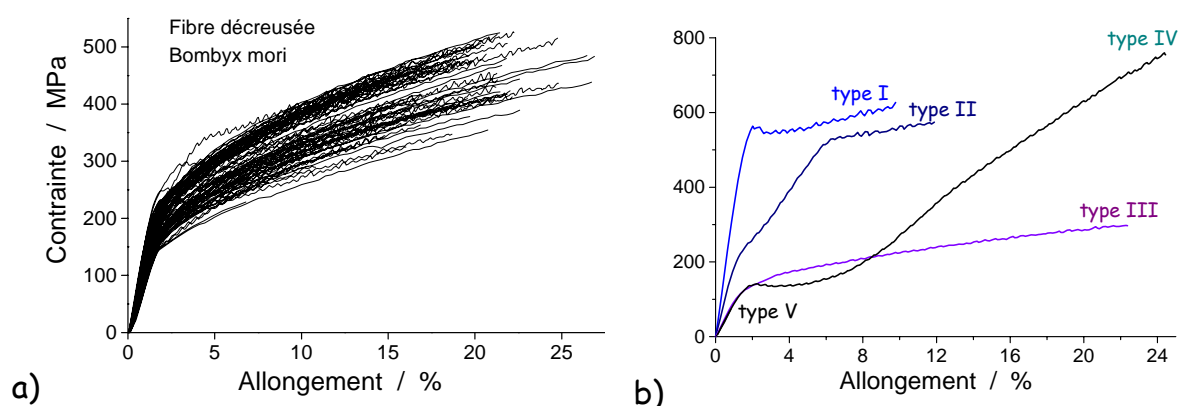 Fibre décreusée
Bombyx mori
Contrainte / MPa
500
400
300
200
100
0
0 5 10 15 20 25
Allongement / %
a)
800
600
400
200
0
type I
type II
type IV
type III
type V
0 4 8 12 16 20 24
Allongement / %
b)